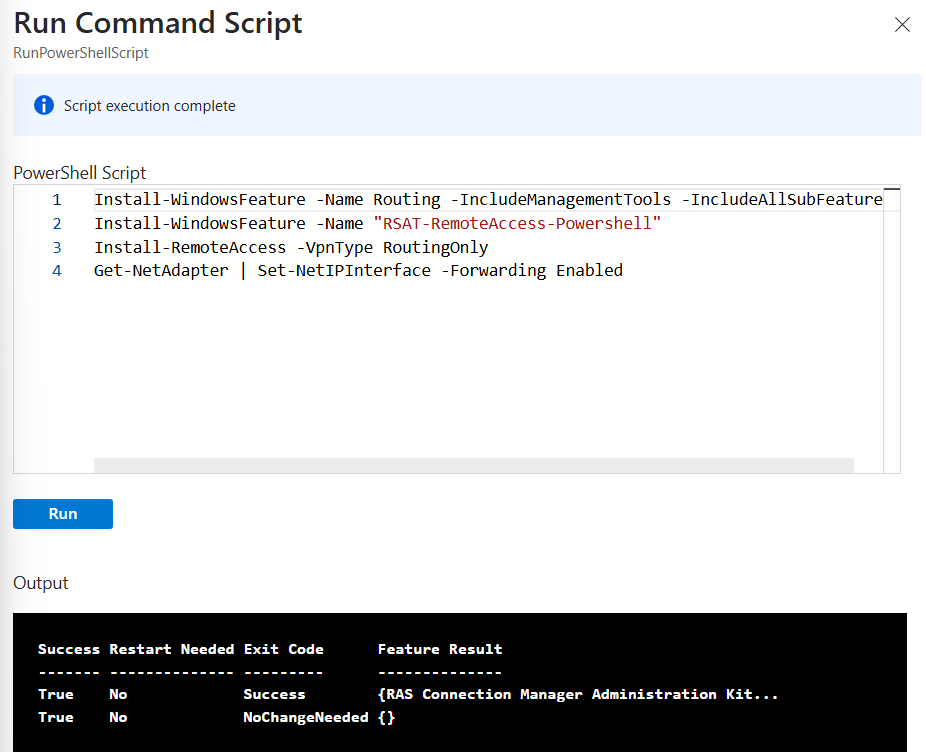 Run Command Script
RunPowerShellScript
Script execution complete
PowerShell Script
1 Install-WindowsFeature -Name Routing -IncludeManagementTools -IncludeAllSubFeature
2 Install-WindowsFeature -Name "RSAT-RemoteAccess-Powershell"
3 Install-RemoteAccess -VpnType RoutingOnly
4 Get-NetAdapter | Set-NetIPInterface -Forwarding Enabled
Run
Output
Success Restart Needed Exit Code      Feature Result
------- -------------- ---------      --------------
True    No             Success        {RAS Connection Manager Administration Kit...
True    No             NoChangeNeeded {}